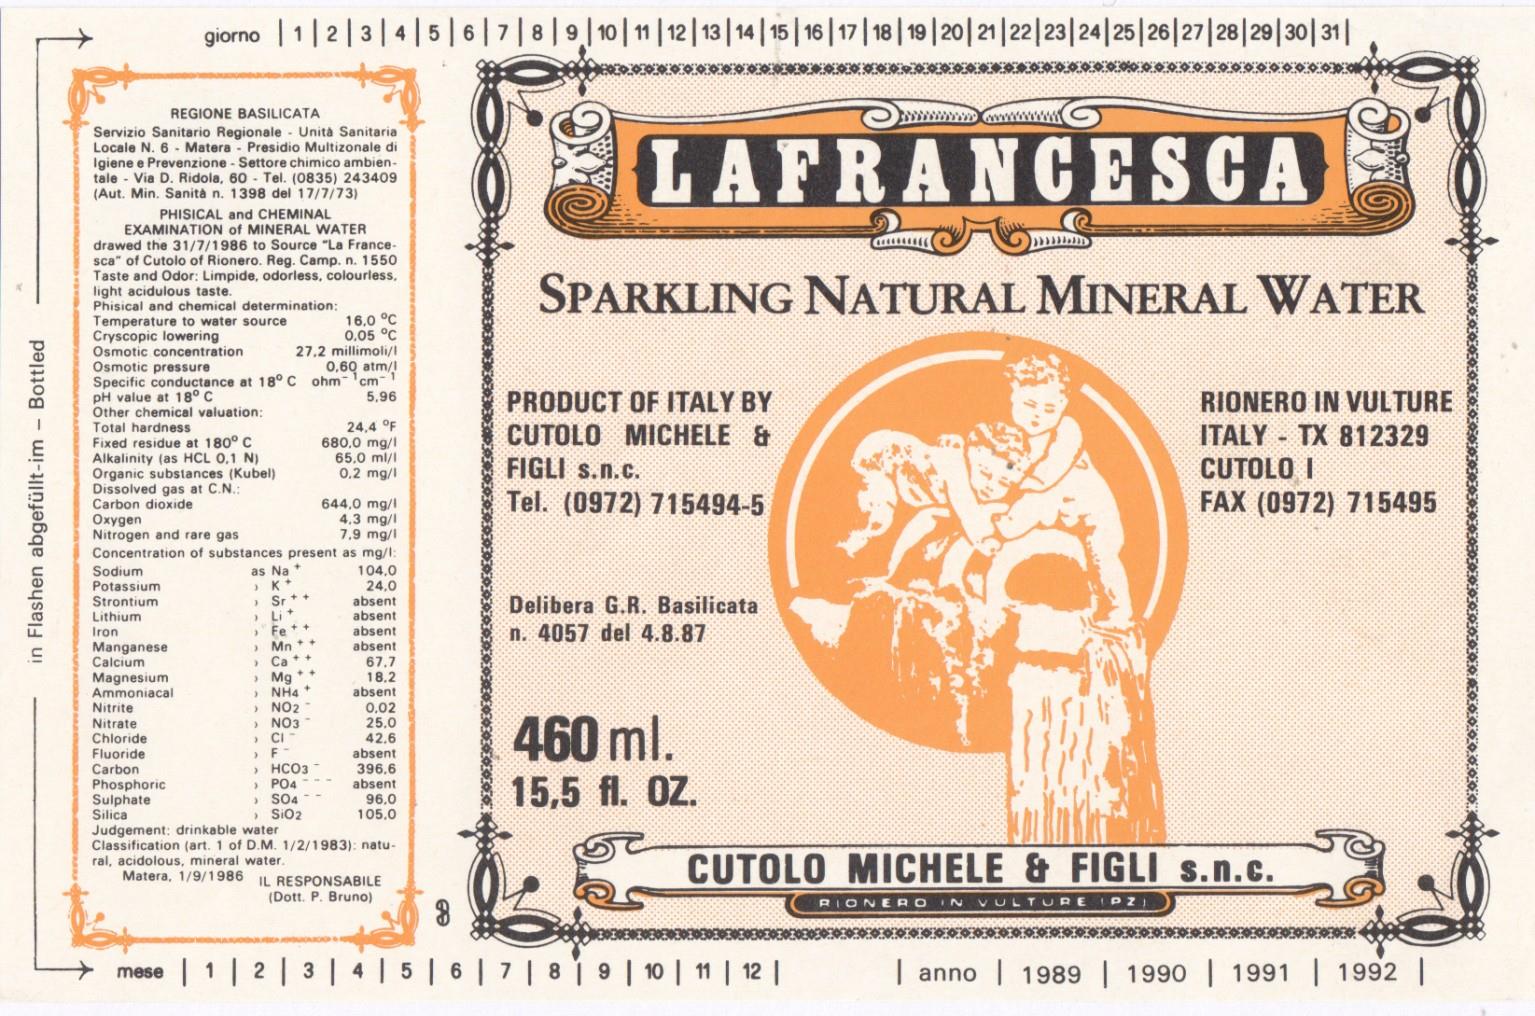 giorno | 1 | 2 | 3 | 4 | 5 | 6 | 7 | 8 | 9 | 10 | 11 | 12 | 13 | 14 | 15 | 16 | 17 | 18 | 19 | 20 | 21 | 22 | 23 | 24 | 25 | 26 | 27 | 28 | 29 | 30 | 31 |
in Flashen abgefüllt-im – Bottled
REGIONE BASILICATA
Servizio Sanitario Regionale - Unità Sanitaria
Locale N. 6 - Matera - Presidio Multizonale di
Igiene e Prevenzione - Settore chimico ambien-
tale - Via D. Ridola, 60 - Tel. (0835) 243409
(Aut. Min. Sanità n. 1398 del 17/7/73)
PHISICAL and CHEMINAL
EXAMINATION of MINERAL WATER
drawed the 31/7/1986 to Source "La France-
sca" of Cutolo of Rionero. Reg. Camp. n. 1550
Taste and Odor: Limpide, odorless, colourless,
light acidulous taste.
Phisical and chemical determination:
Temperature to water source 16,0 °C
Cryscopic lowering 0,05 °C
Osmotic concentration 27,2 millimoli/l
Osmotic pressure 0,60 atm/l
Specific conductance at 18° C ohm⁻¹cm⁻¹
pH value at 18° C 5,96
Other chemical valuation:
Total hardness 24,4 °F
Fixed residue at 180° C 680,0 mg/l
Alkalinity (as HCL 0,1 N) 65,0 ml/l
Organic substances (Kubel) 0,2 mg/l
Dissolved gas at C.N.:
Carbon dioxide 644,0 mg/l
Oxygen 4,3 mg/l
Nitrogen and rare gas 7,9 mg/l
Concentration of substances present as mg/l:
Sodium as Na + 104,0
Potassium › K + 24,0
Strontium › Sr + + absent
Lithium › Li + absent
Iron › Fe + + absent
Manganese › Mn + + absent
Calcium › Ca + + 67.7
Magnesium › Mg + + 18.2
Ammoniacal › NH4 + absent
Nitrite › NO2 - 0,02
Nitrate › NO3 - 25.0
Chloride › Cl - 42,6
Fluoride › F - absent
Carbon › HCO3 - 396,6
Phosphoric › PO4 - - - absent
Sulphate › SO4 - - 96,0
Silica › SiO2 105,0
Judgement: drinkable water
Classification (art. 1 of D.M. 1/2/1983): natu-
ral, acidolous, mineral water.
Matera, 1/9/1986 IL RESPONSABILE
(Dott. P. Bruno)
LAFRANCESCA
SPARKLING NATURAL MINERAL WATER
PRODUCT OF ITALY BY
CUTOLO MICHELE &
FIGLI s.n.c.
Tel. (0972) 715494-5
RIONERO IN VULTURE
ITALY - TX 812329
CUTOLO I
FAX (0972) 715495
Delibera G.R. Basilicata
n. 4057 del 4.8.87
460 ml.
15,5 fl. OZ.
CUTOLO MICHELE & FIGLI s.n.c.
RIONERO IN VULTURE (PZ)
mese | 1 | 2 | 3 | 4 | 5 | 6 | 7 | 8 | 9 | 10 | 11 | 12 | | anno | 1989 | 1990 | 1991 | 1992 |